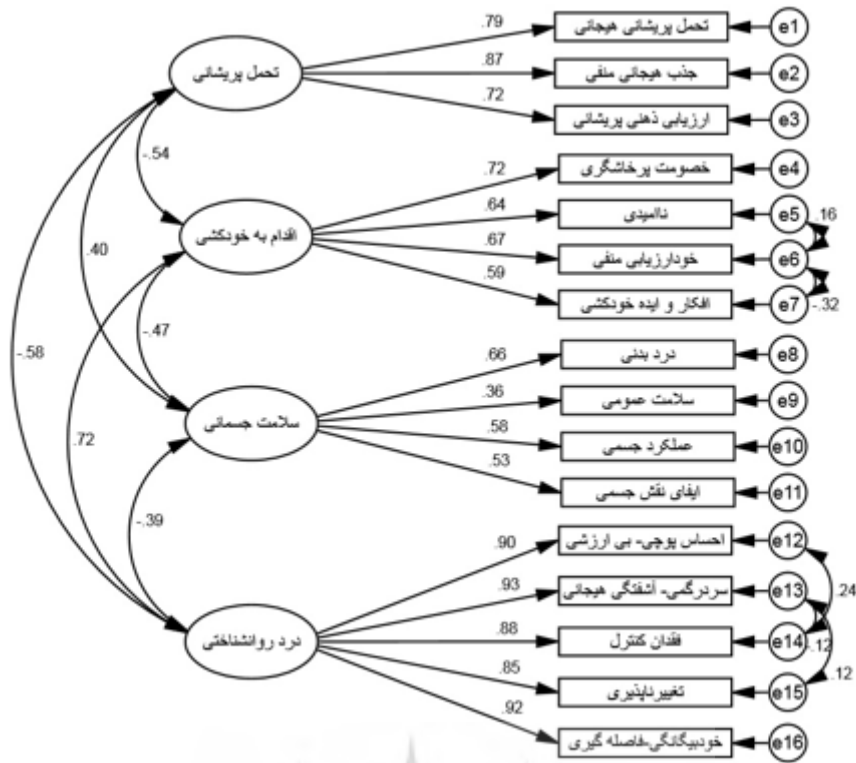 تحمل پریشانی
اقدام به خودکشی
سلامت جسمانی
درد روانشناختی
-.54
.40
-.58
-.47
.72
-.39
.79
تحمل پریشانی هیجانی
e1
.87
جذب هیجانی منفی
e2
.72
ارزیابی ذهنی پریشانی
e3
.72
خصومت پرخاشگری
e4
.64
ناامیدی
e5
.67
خودارزیابی منفی
e6
.59
افکار و ایده خودکشی
e7
.16
-.32
.66
درد بدنی
e8
.36
سلامت عمومی
e9
.58
عملکرد جسمی
e10
.53
ایفای نقش جسمی
e11
.90
احساس پوچی- بی ارزشی
e12
.93
سردرگمی- آشفتگی هیجانی
e13
.88
فقدان کنترل
e14
.85
تغییرناپذیری
e15
.92
خودبیگانگی-فاصله گیری
e16
.24
-.12
.12